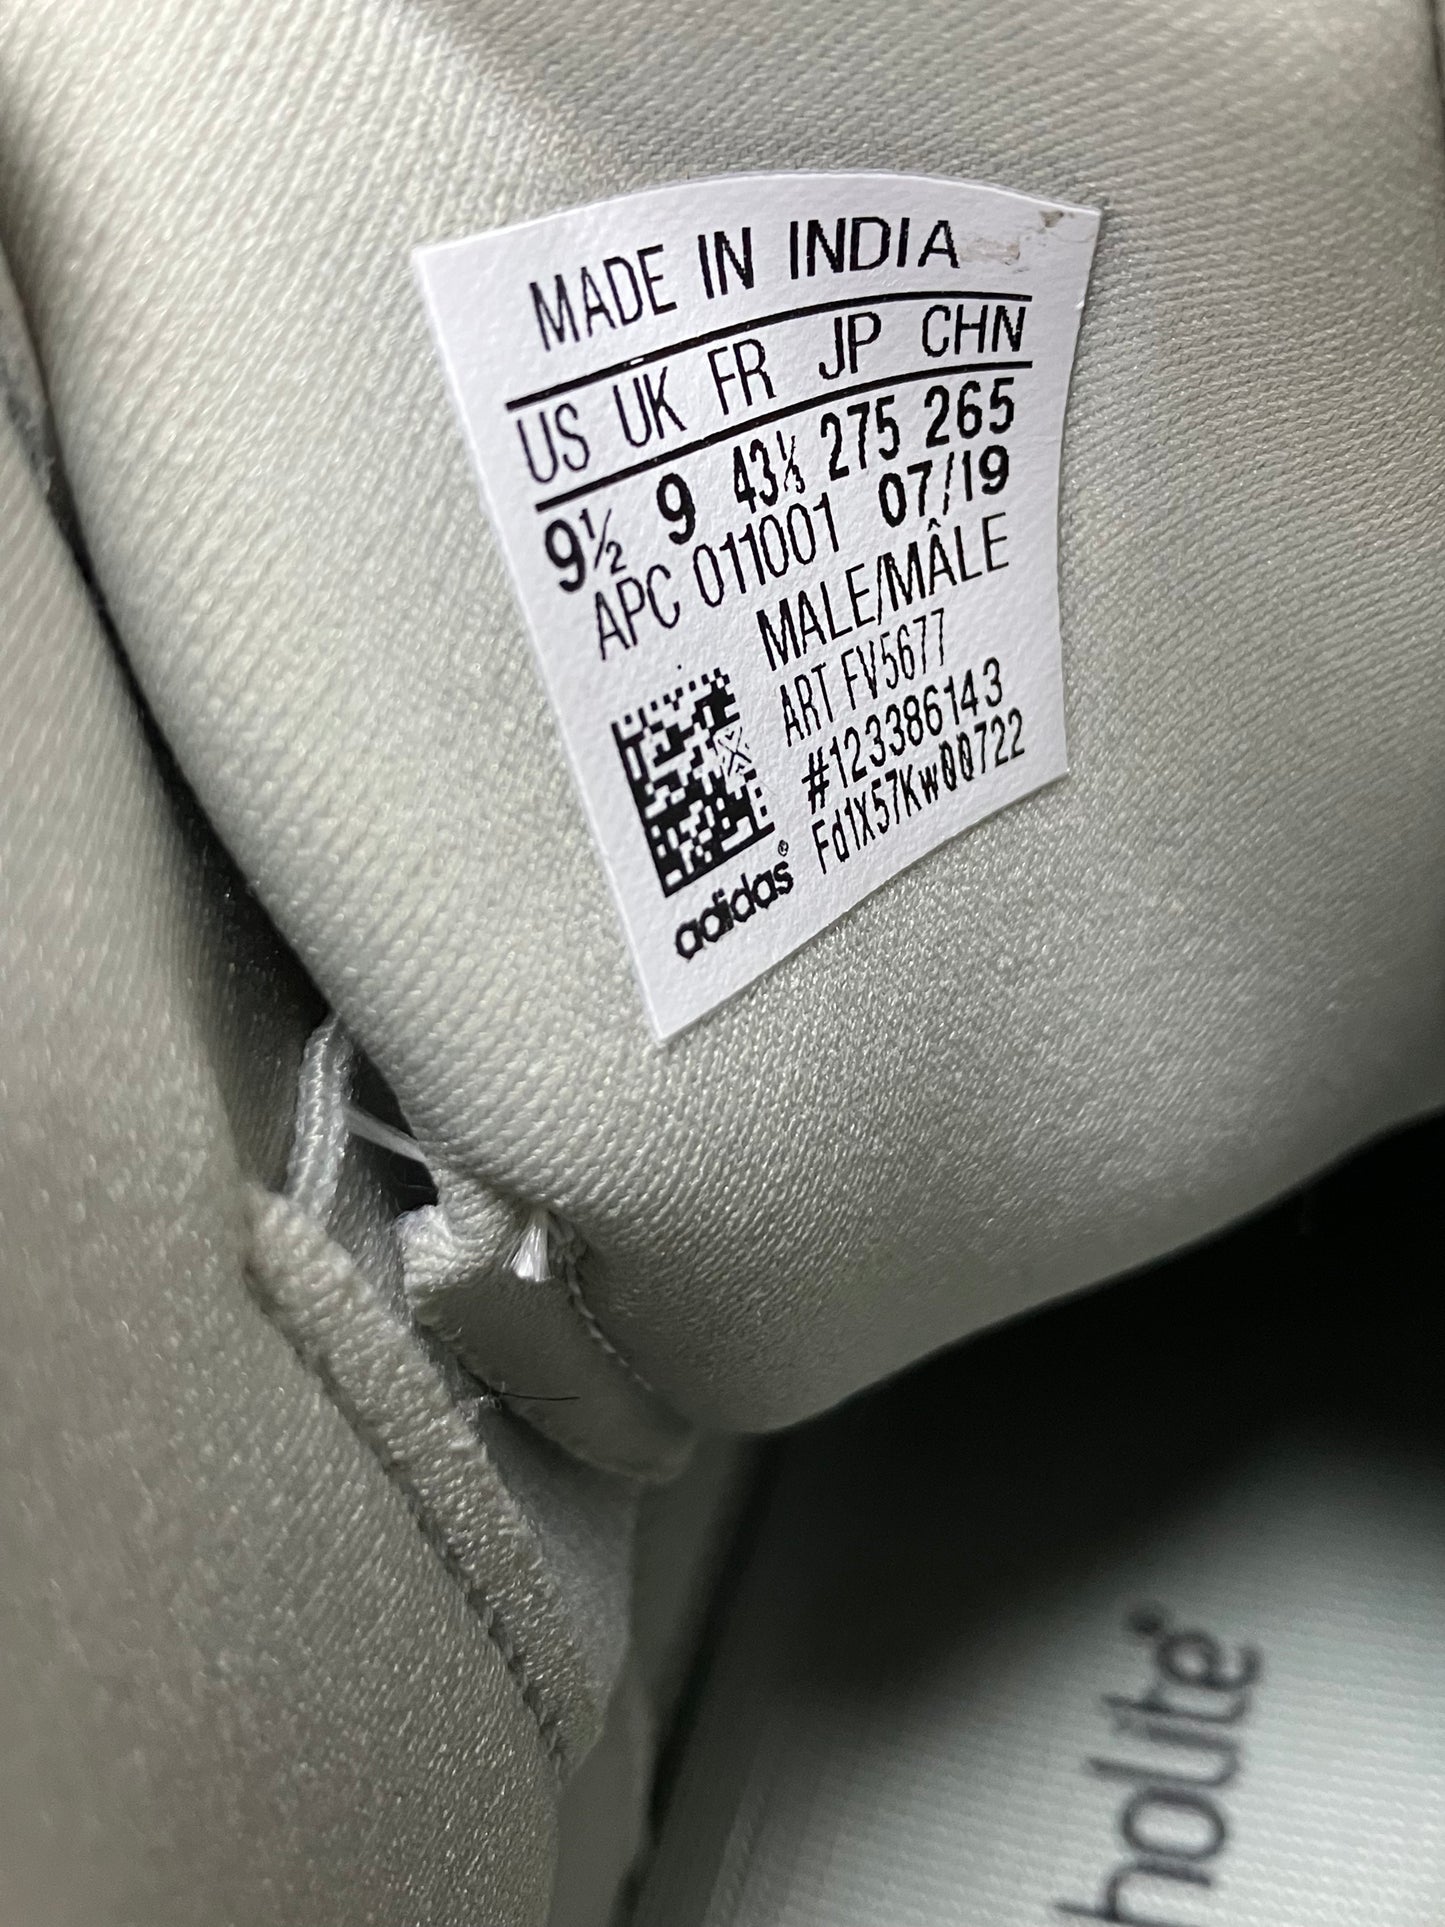 MADE IN INDIA
US UK FR JP CHN
9½ 9 43⅓ 275 265
APC 011001 07/19
MALE/MÂLE
ART FV5677
#123386143
Fd1X57Kw00722
adidas®
holite®